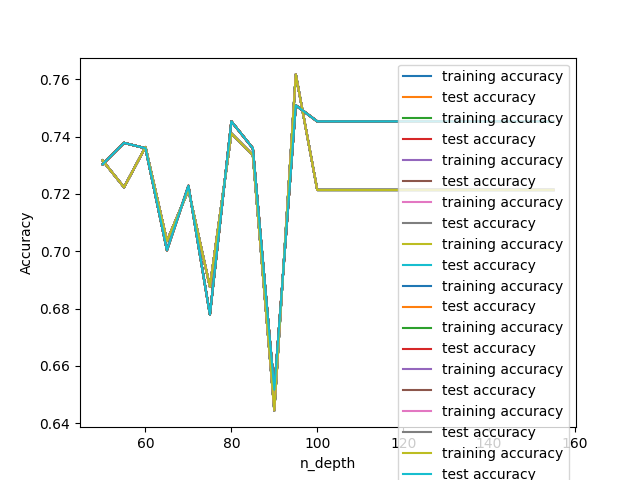 0.76
0.74
0.72
0.70
0.68
0.66
0.64
Accuracy
60
80
100
120
140
160
n_depth
training accuracy
test accuracy
training accuracy
test accuracy
training accuracy
test accuracy
training accuracy
test accuracy
training accuracy
test accuracy
training accuracy
test accuracy
training accuracy
test accuracy
training accuracy
test accuracy
training accuracy
test accuracy
training accuracy
test accuracy